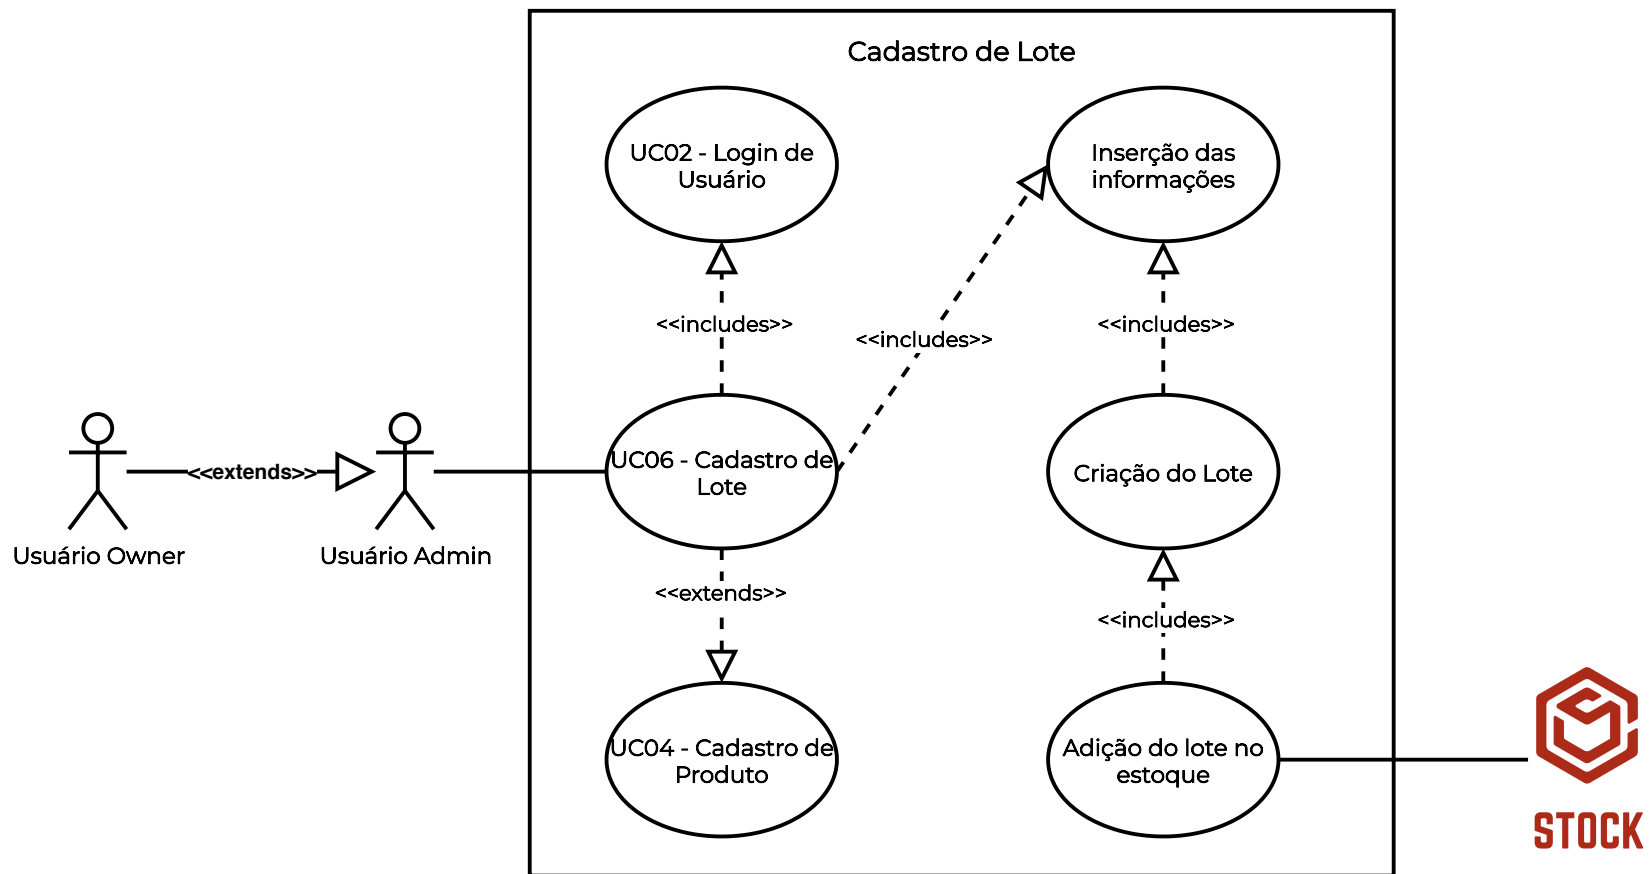 Cadastro de Lote
UC02 - Login de
Usuário
Inserção das
informações
<<includes>>
<<includes>>
<<includes>>
<<extends>>
Usuário Owner
Usuário Admin
UC06 - Cadastro de
Lote
Criação do Lote
<<extends>>
<<includes>>
UC04 - Cadastro de
Produto
Adição do lote no
estoque
STOCK